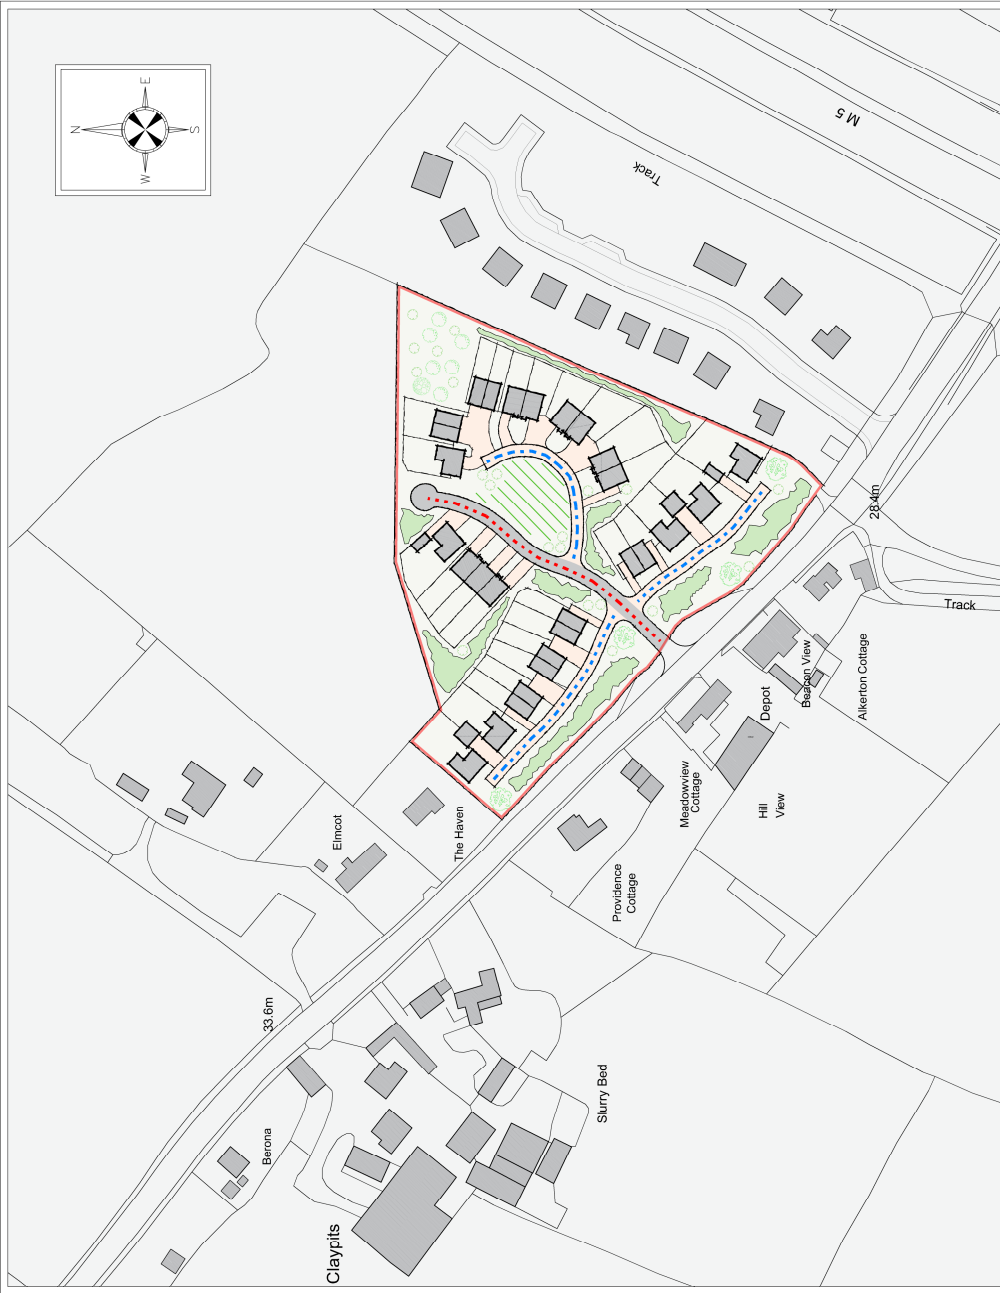 N
E
S
W
M 5
Track
28.4m
Track
Alkerton Cottage
Beacon View
Depot
Hill
View
Meadowview
Cottage
Providence
Cottage
The Haven
Elmcot
33.6m
Slurry Bed
Berona
Claypits